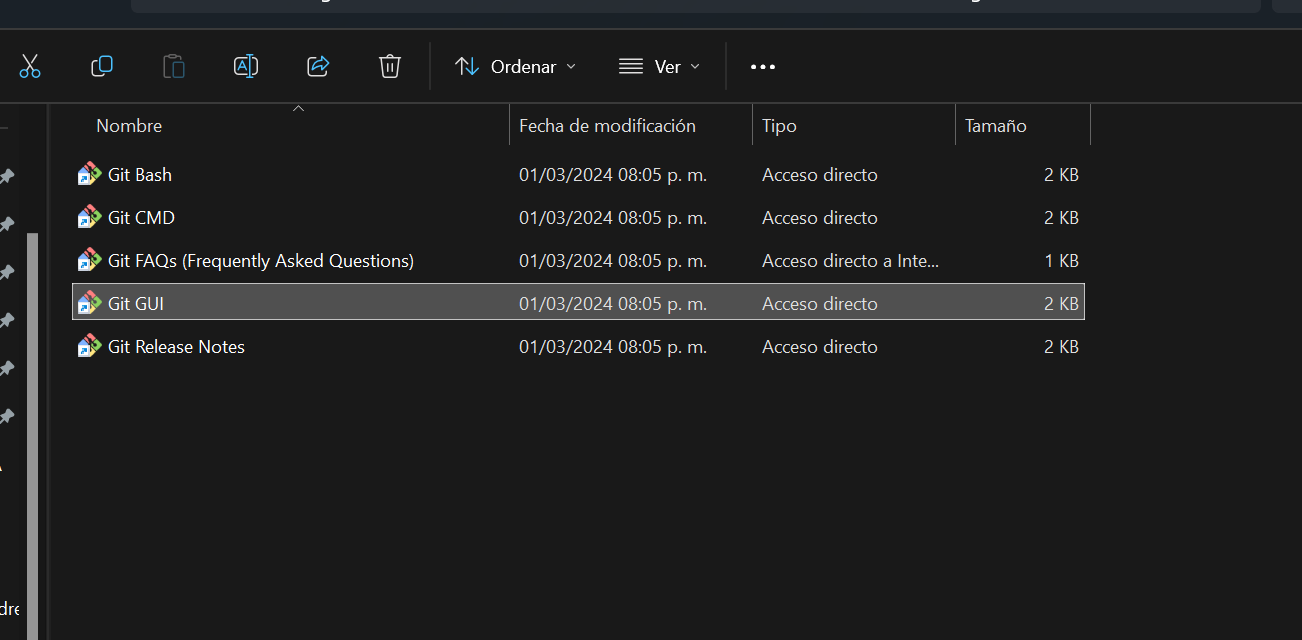 Ordenar Ver
Nombre Fecha de modificación Tipo Tamaño
Git Bash 01/03/2024 08:05 p. m. Acceso directo 2 KB
Git CMD 01/03/2024 08:05 p. m. Acceso directo 2 KB
Git FAQs (Frequently Asked Questions) 01/03/2024 08:05 p. m. Acceso directo a Inte... 1 KB
Git GUI 01/03/2024 08:05 p. m. Acceso directo 2 KB
Git Release Notes 01/03/2024 08:05 p. m. Acceso directo 2 KB